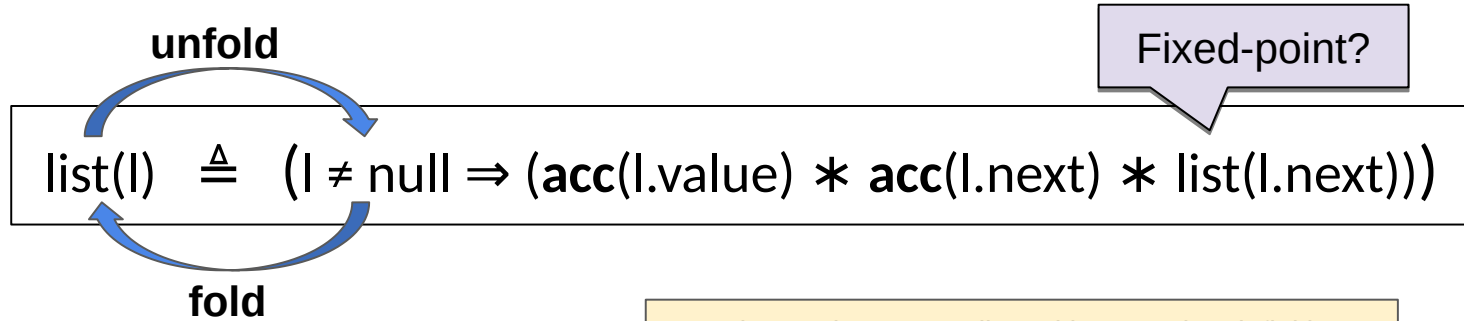 unfold
Fixed-point?
list(l) ≜ (l ≠ null ⇒ (acc(l.value) ∗ acc(l.next) ∗ list(l.next)))
fold